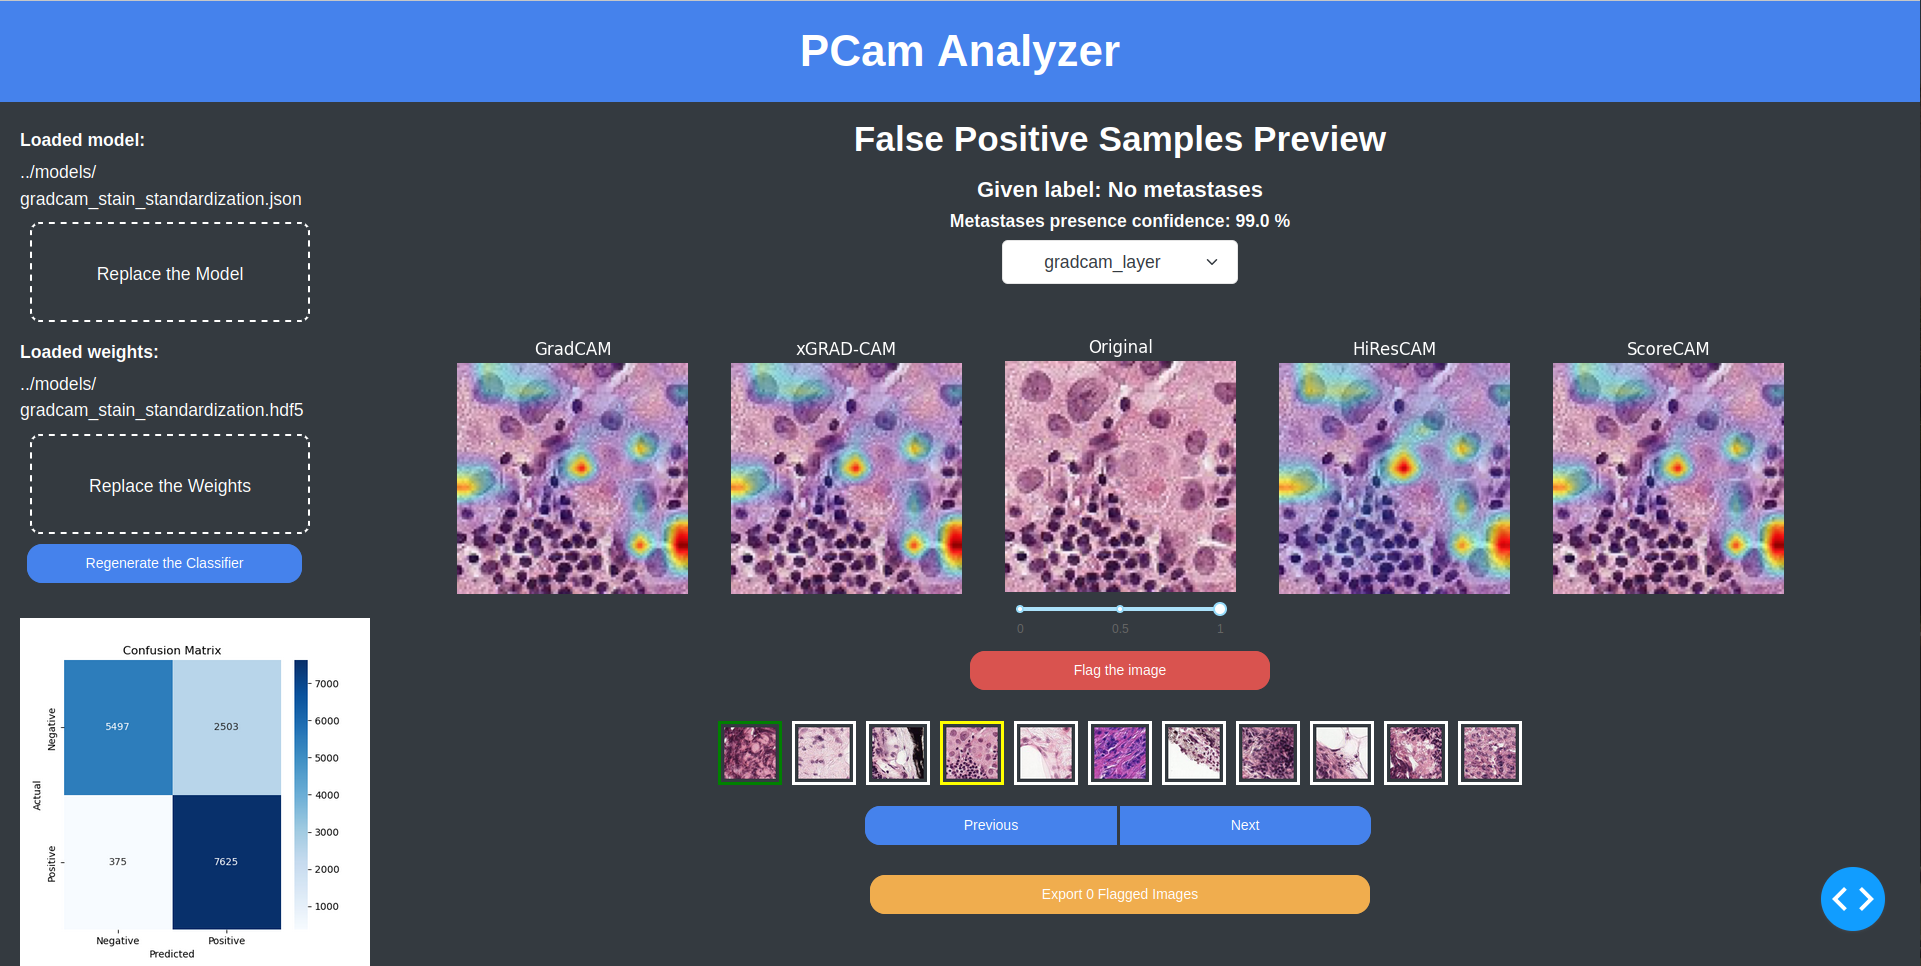 PCam Analyzer
Loaded model:
../models/
gradcam_stain_standardization.json
Replace the Model
Loaded weights:
../models/
gradcam_stain_standardization.hdf5
Replace the Weights
Regenerate the Classifier
Confusion Matrix
Actual
Negative
Positive
5497
2503
375
7625
Negative
Positive
Predicted
7000
6000
5000
4000
3000
2000
1000
False Positive Samples Preview
Given label: No metastases
Metastases presence confidence: 99.0 %
gradcam_layer
GradCAM
xGRAD-CAM
Original
HiResCAM
ScoreCAM
0
0.5
1
Flag the image
Previous
Next
Export 0 Flagged Images